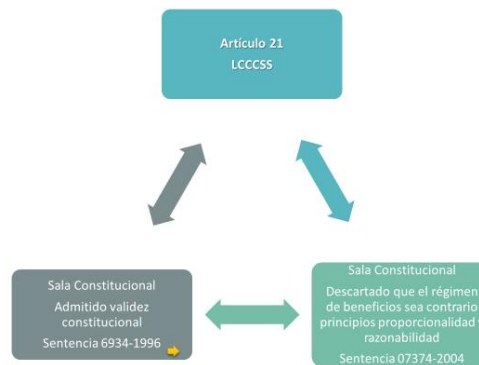 Artículo 21
LCCCSS
Sala Constitucional
Admitido validez
constitucional
Sentencia 6934-1996
Sala Constitucional
Descartado que el régimen
de beneficios sea contrario
principios proporcionalidad
razonabilidad
Sentencia 07374-2004